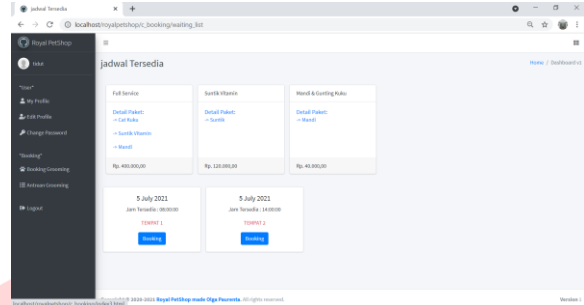 jadwal Tersedia
localhost/royalpetshop/c_booking/waiting_list
Royal PetShop
jadwal Tersedia
Home / Dashboard v1
"User"
My Profile
Edit Profile
Change Password
"Booking"
Booking Grooming
Antrean Grooming
Logout
Full Service
Detail Paket:
-> Cat Kuku
-> Suntik Vitamin
-> Mandi
Rp. 400.000,00
Suntik Vitamin
Detail Paket:
-> Suntik
Rp. 120.000,00
Mandi & Gunting Kuku
Detail Paket:
-> Mandi
Rp. 40.000,00
5 July 2021
Jam Tersedia : 09:00:00
TEMPAT 1
Booking
5 July 2021
Jam Tersedia : 14:00:00
TEMPAT 2
Booking
Copyright © 2020-2021 Royal PetShop made Olga Paurenta. All rights reserved.
Version